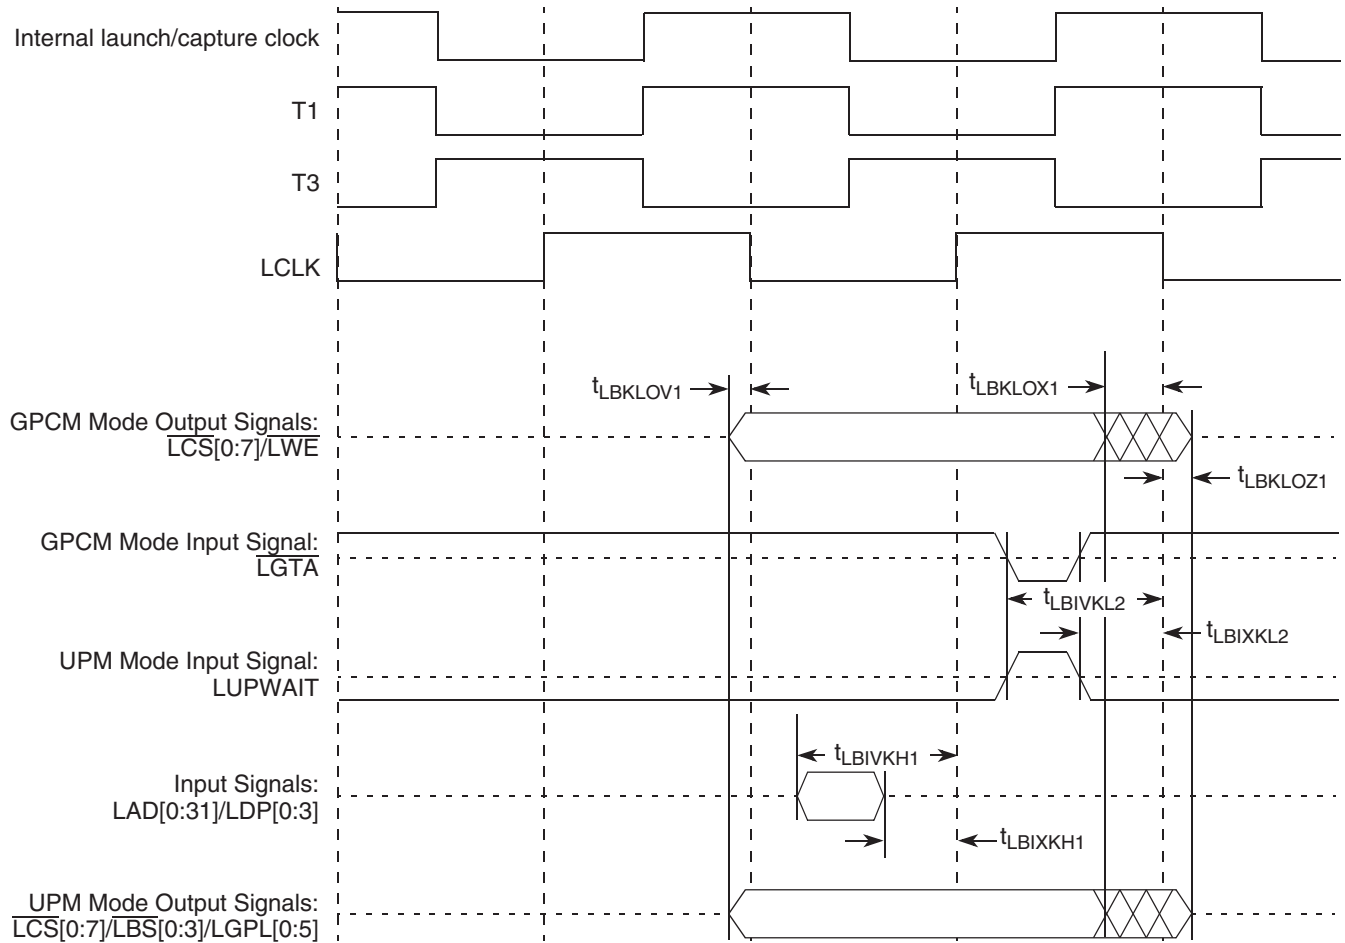 Internal launch/capture clock
T1
T3
LCLK
tLBKLOV1
tLBKLOX1
GPCM Mode Output Signals:
LCS[0:7]/LWE
tLBKLOZ1
GPCM Mode Input Signal:
LGTA
tLBIVKL2
tLBIXKL2
UPM Mode Input Signal:
LUPWAIT
tLBIVKH1
Input Signals:
LAD[0:31]/LDP[0:3]
tLBIXKH1
UPM Mode Output Signals:
LCS[0:7]/LBS[0:3]/LGPL[0:5]